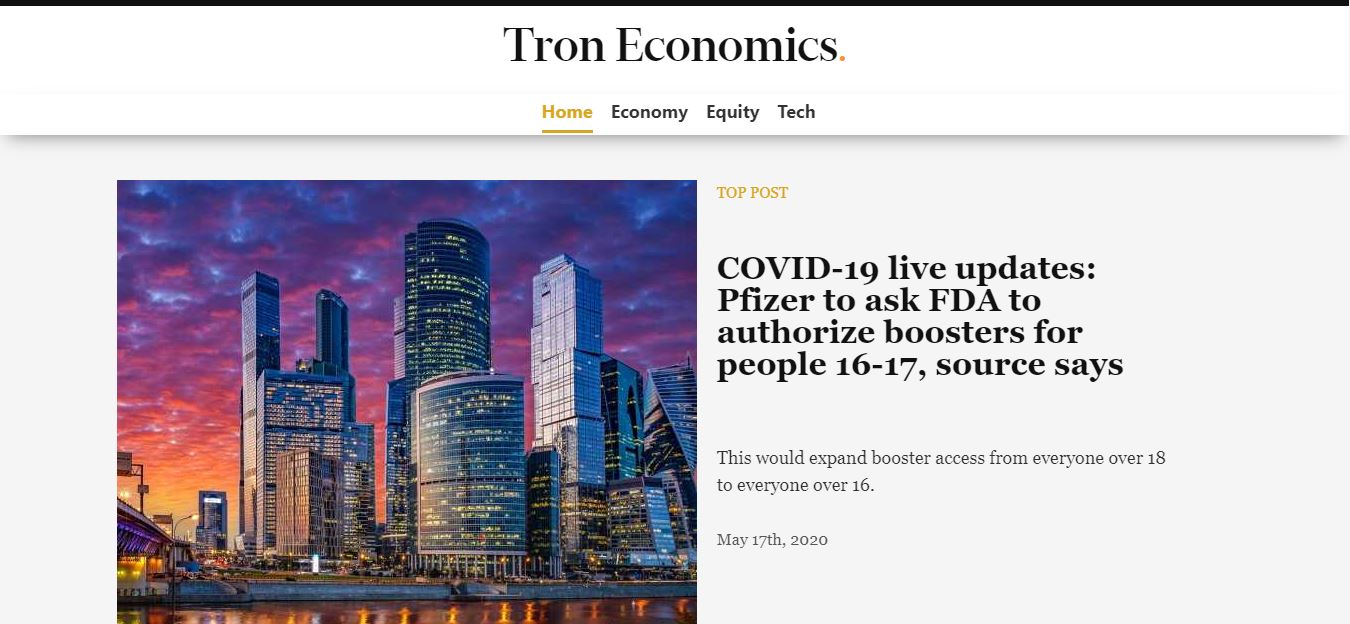 Tron Economics.
Home Economy Equity Tech
TOP POST
COVID-19 live updates:
Pfizer to ask FDA to
authorize boosters for
people 16-17, source says
This would expand booster access from everyone over 18
to everyone over 16.
May 17th, 2020